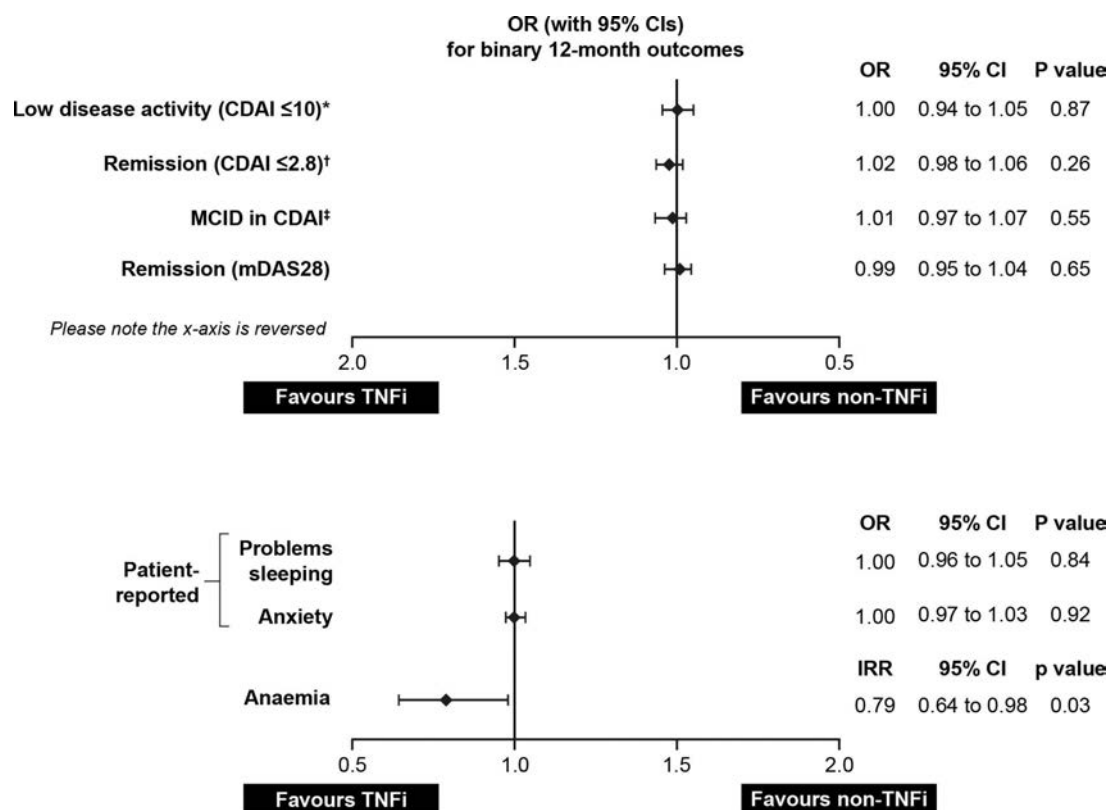 OR (with 95% CIs)
for binary 12-month outcomes
OR 95% CI P value
Low disease activity (CDAI ≤10)* 1.00 0.94 to 1.05 0.87
Remission (CDAI ≤2.8)† 1.02 0.98 to 1.06 0.26
MCID in CDAI‡ 1.01 0.97 to 1.07 0.55
Remission (mDAS28) 0.99 0.95 to 1.04 0.65
Please note the x-axis is reversed
2.0 1.5 1.0 0.5
Favours TNFi Favours non-TNFi
OR 95% CI P value
Patient-
reported
Problems
sleeping 1.00 0.96 to 1.05 0.84
Anxiety 1.00 0.97 to 1.03 0.92
IRR 95% CI p value
Anaemia 0.79 0.64 to 0.98 0.03
0.5 1.0 1.5 2.0
Favours TNFi Favours non-TNFi